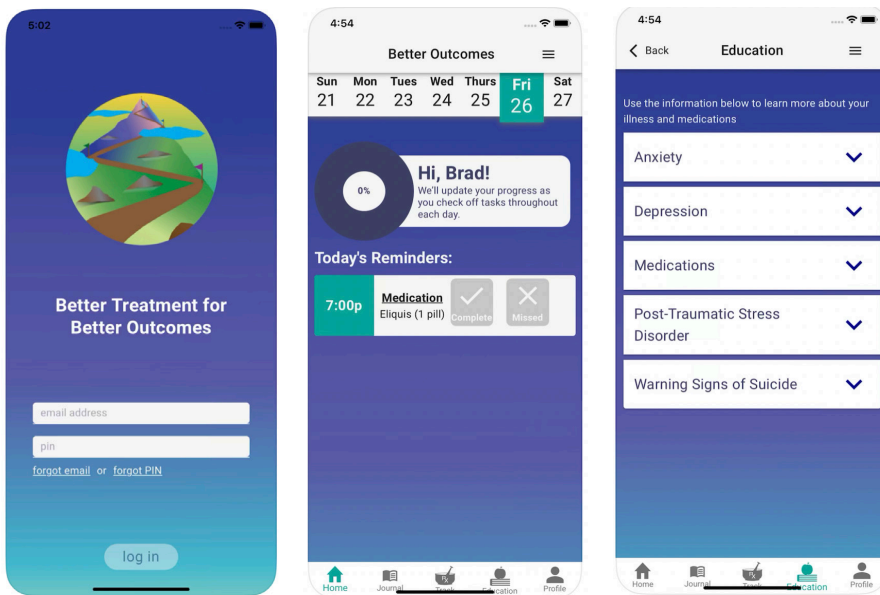 5:02
Better Treatment for
Better Outcomes
email address
pin
forgot email or forgot PIN
log in
4:54
Better Outcomes
Sun Mon Tues Wed Thurs Fri Sat
21 22 23 24 25 26 27
0%
Hi, Brad!
We'll update your progress as
you check off tasks throughout
each day.
Today's Reminders:
7:00p
Medication
Eliquis (1 pill)
Complete
Missed
Home Journal Track Education Profile
4:54
Back Education
Use the information below to learn more about your
illness and medications
Anxiety
Depression
Medications
Post-Traumatic Stress
Disorder
Warning Signs of Suicide
Home Journal Track Education Profile